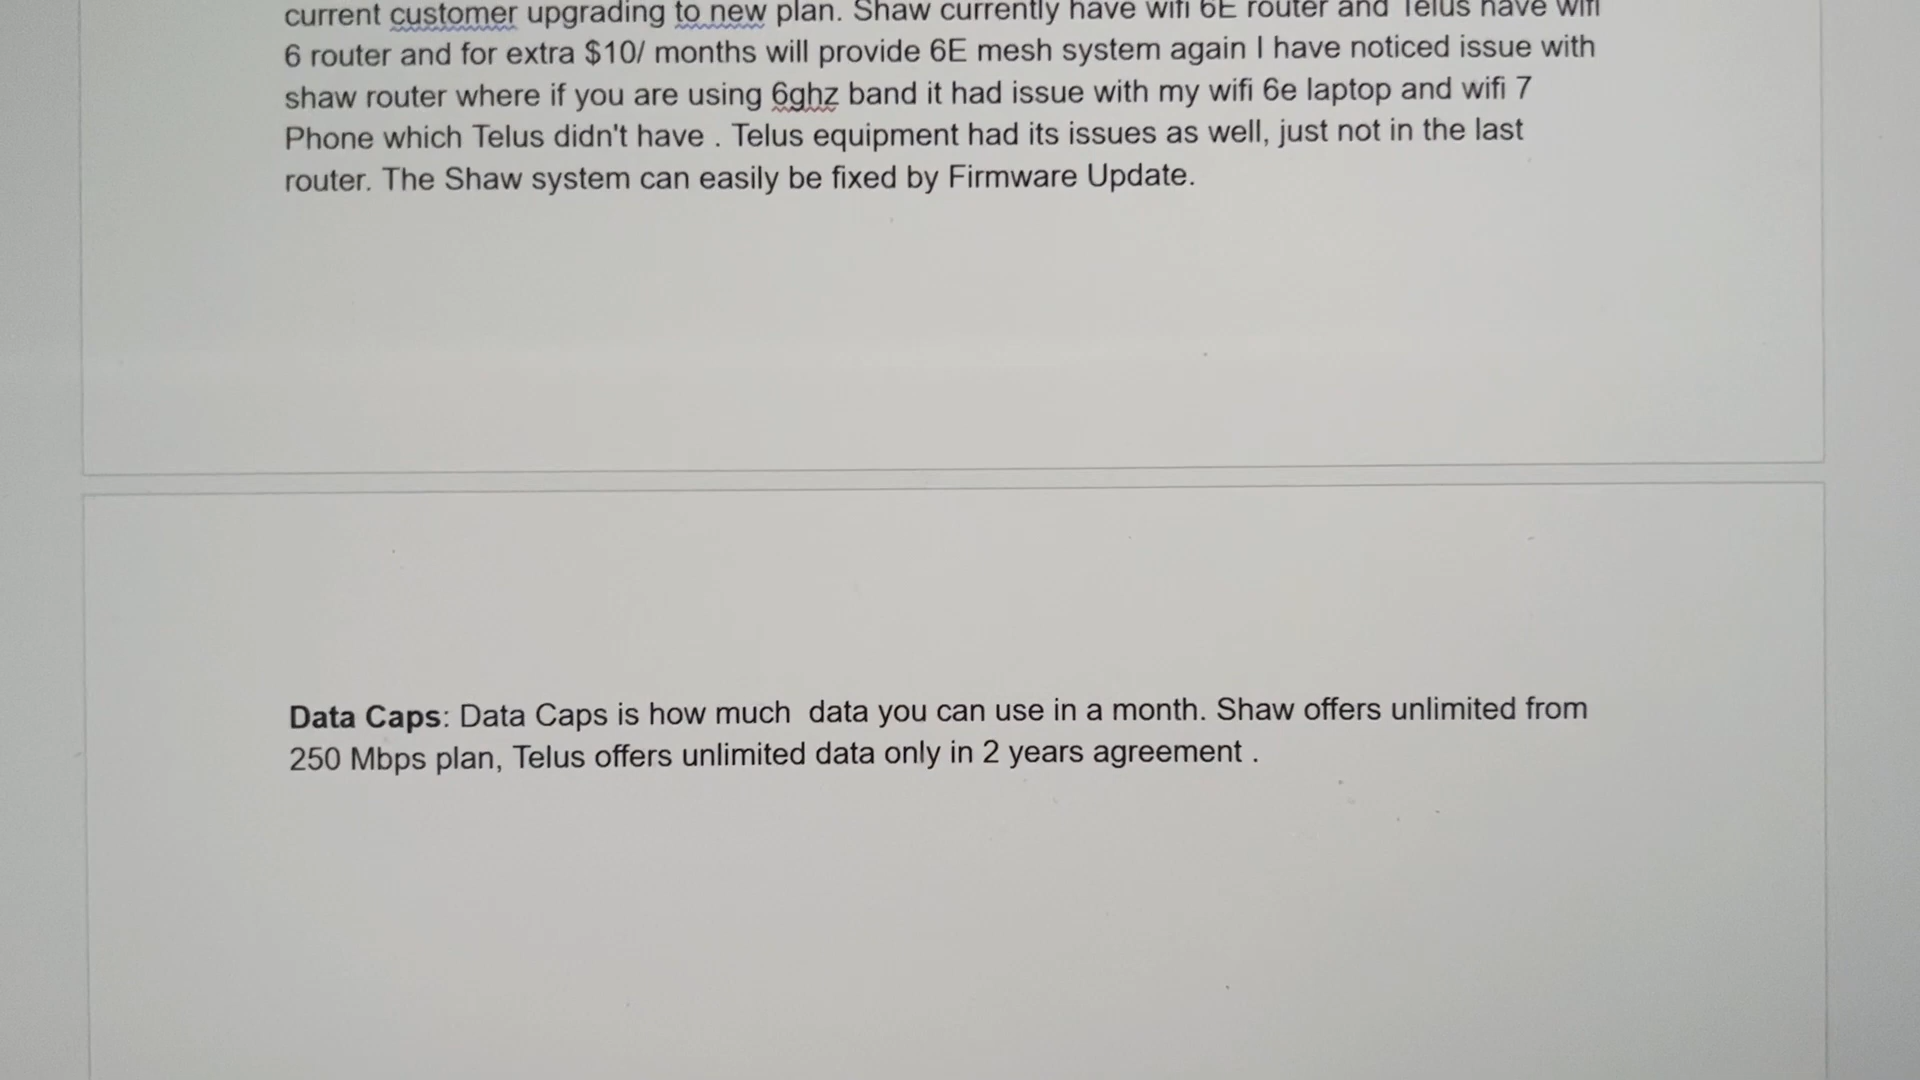 current customer upgrading to new plan. Shaw currently have wifi 6E router and Telus have wifi
6 router and for extra $10/ months will provide 6E mesh system again I have noticed issue with
shaw router where if you are using 6ghz band it had issue with my wifi 6e laptop and wifi 7
Phone which Telus didn't have . Telus equipment had its issues as well, just not in the last
router. The Shaw system can easily be fixed by Firmware Update.
Data Caps: Data Caps is how much  data you can use in a month. Shaw offers unlimited from
250 Mbps plan, Telus offers unlimited data only in 2 years agreement .